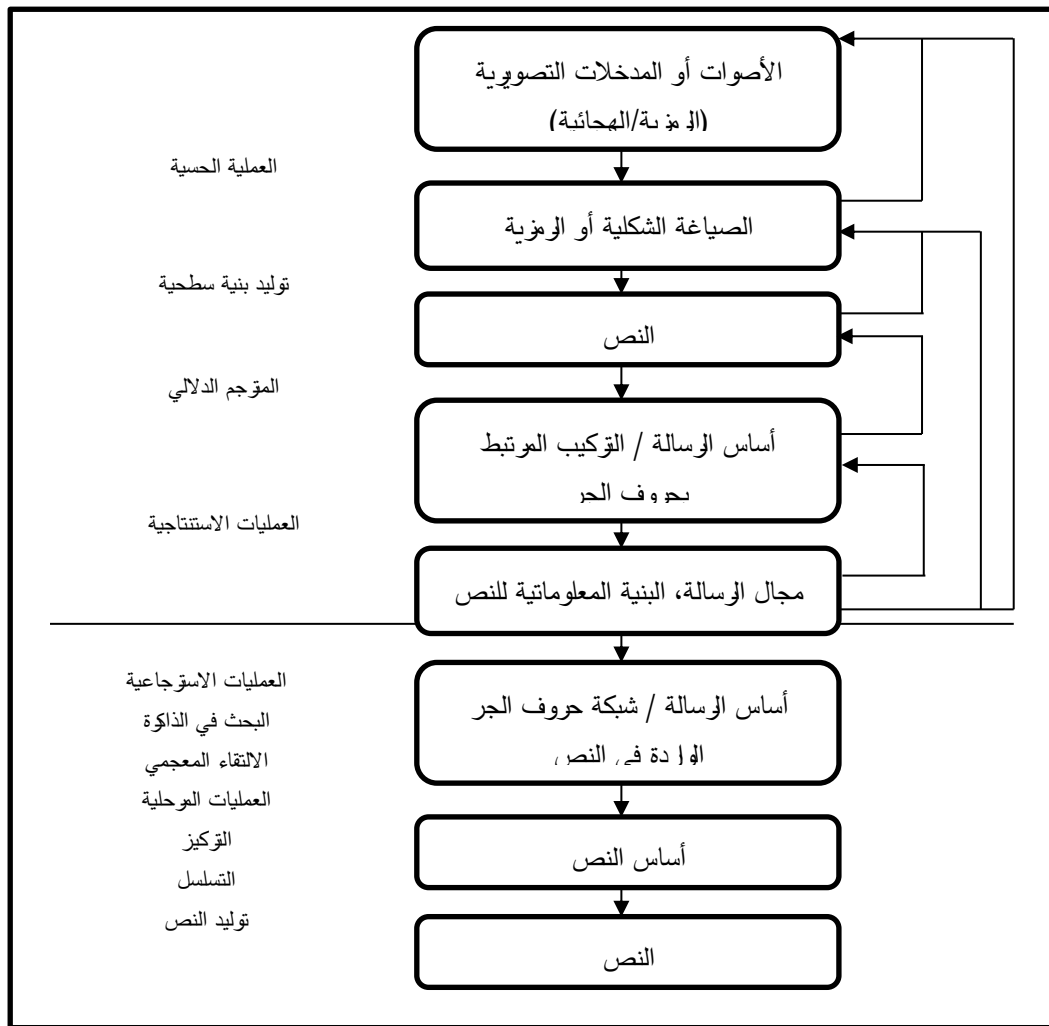 الأصوات أو المدخلات التصويرية
(الرمزية/الهجائية)
العملية الحسية
الصياغة الشكلية أو الرمزية
توليد بنية سطحية
النص
المترجم الدلالي
أساس الرسالة / التركيب المرتبط
بحروف الجر
العمليات الاستنتاجية
مجال الرسالة، البنية المعلوماتية للنص
العمليات الاسترجاعية
البحث في الذاكرة
الالتقاء المعجمي
العمليات المرحلية
التركيز
التسلسل
توليد النص
أساس الرسالة / شبكة حروف الجر
الواردة في النص
أساس النص
النص